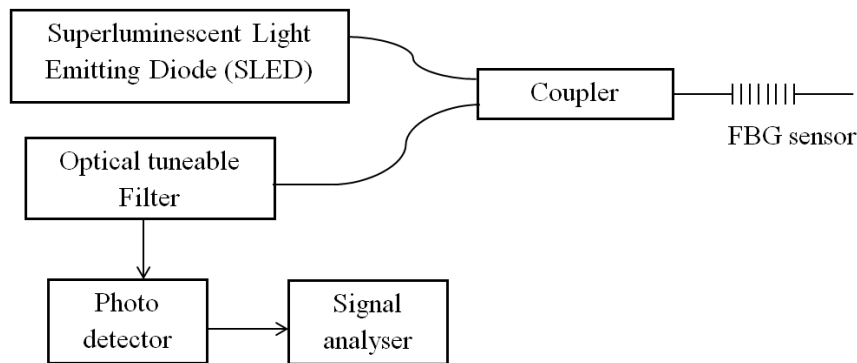 Superluminescent Light
Emitting Diode (SLED)
Coupler
FBG sensor
Optical tuneable
Filter
Photo
detector
Signal
analyser